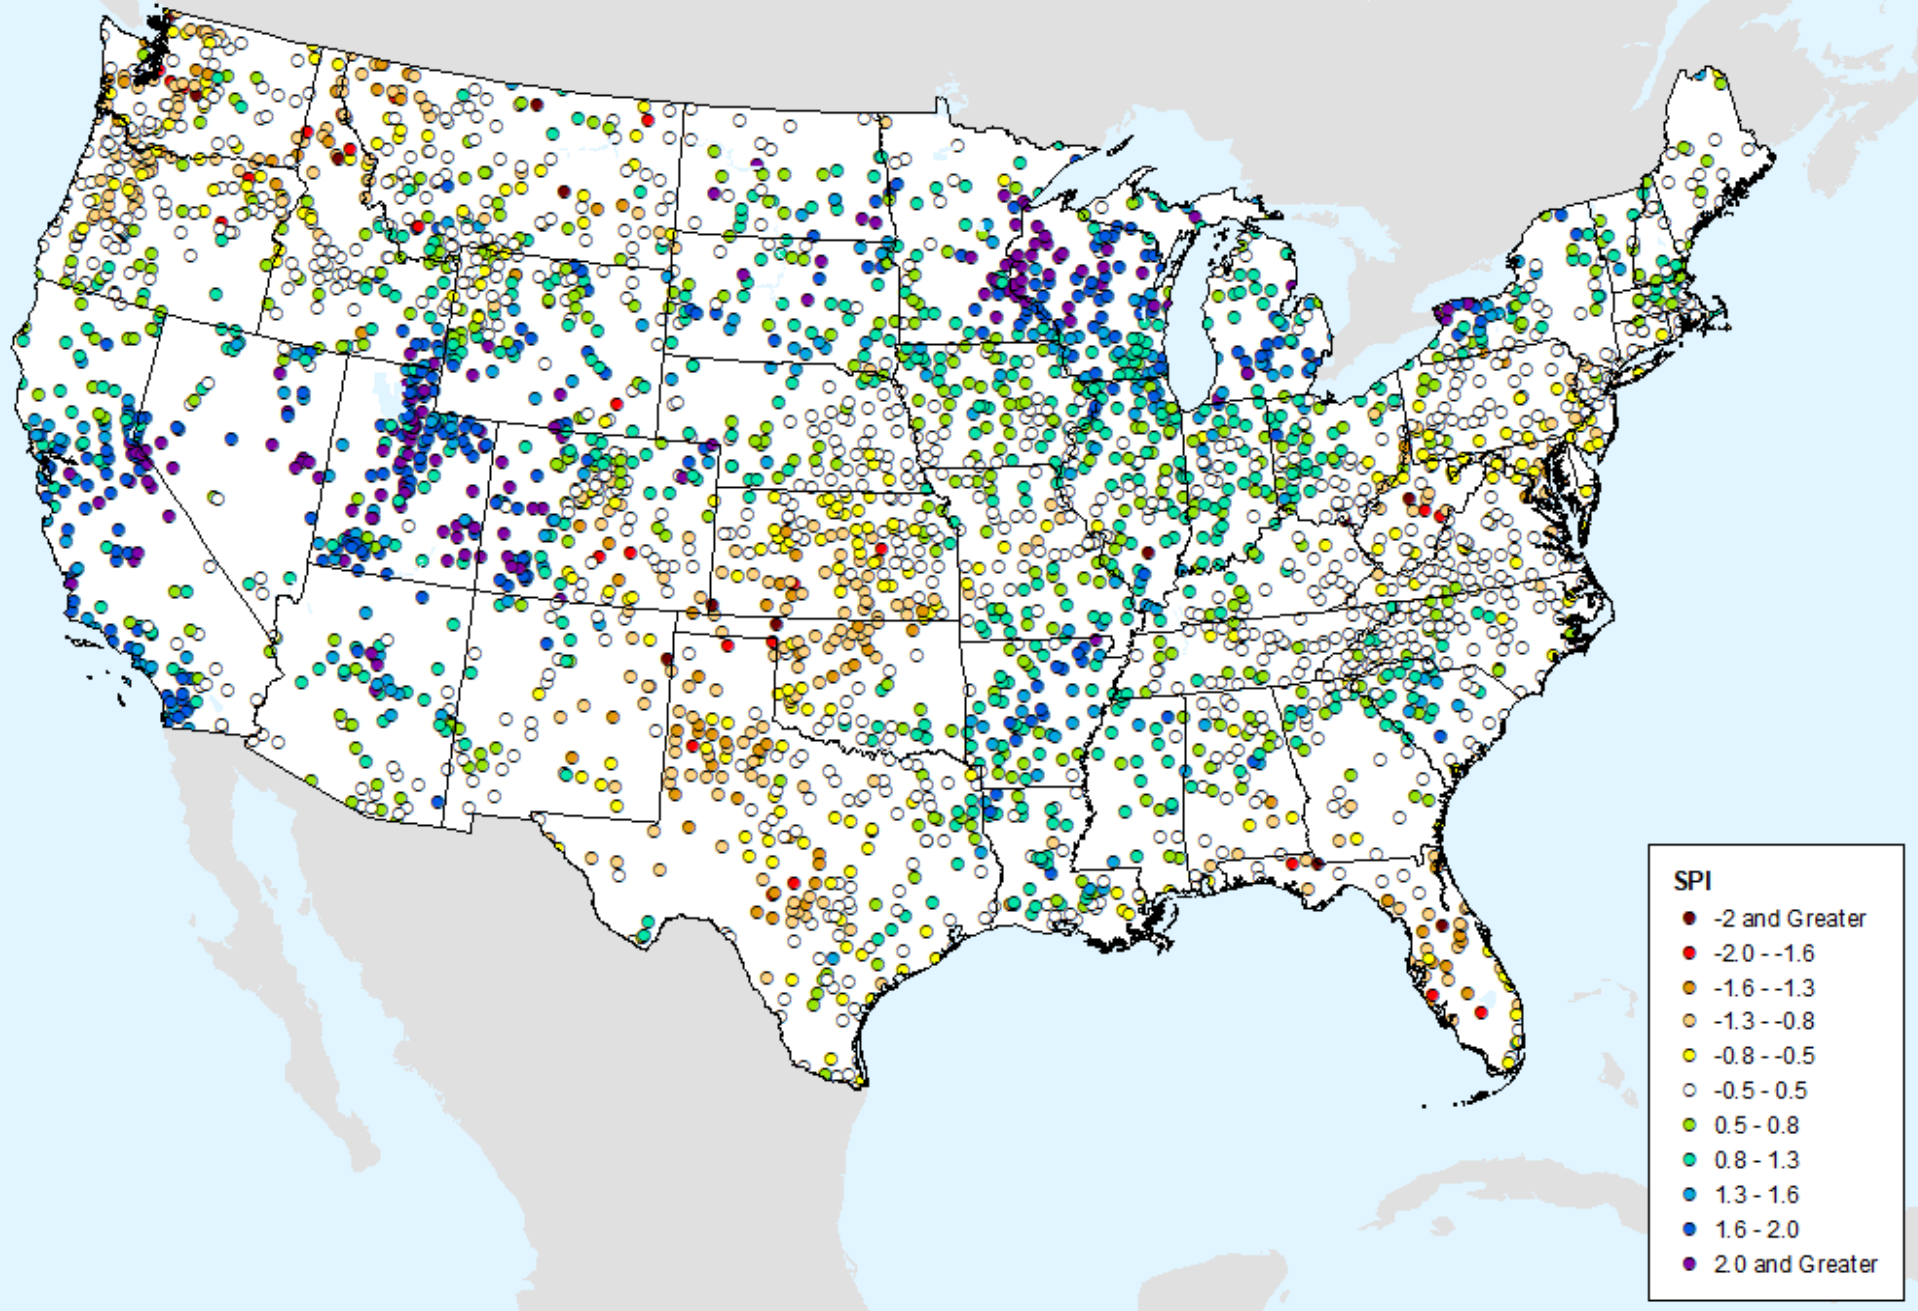 SPI
-2 and Greater
-2.0 - -1.6
-1.6 - -1.3
-1.3 - -0.8
-0.8 - -0.5
-0.5 - 0.5
0.5 - 0.8
0.8 - 1.3
1.3 - 1.6
1.6 - 2.0
2.0 and Greater